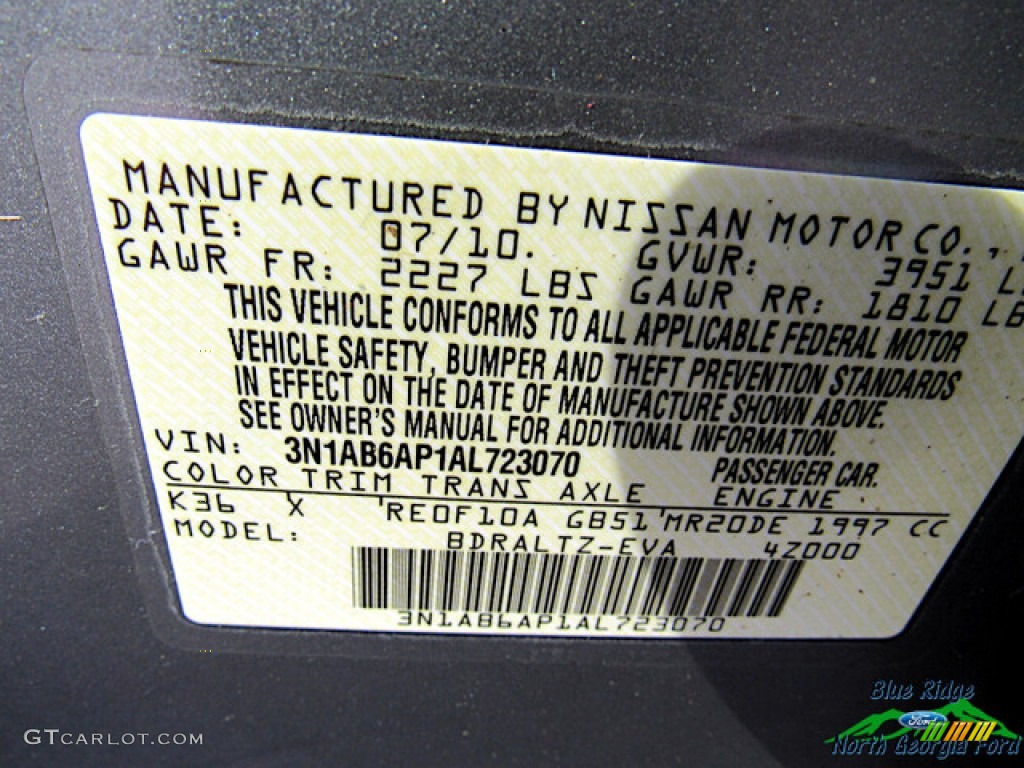 MANUFACTURED BY NISSAN MOTOR CO.,
DATE: 07/10. GVWR: 3951
GAWR FR: 2227 LBS GAWR RR: 1810
THIS VEHICLE CONFORMS TO ALL APPLICABLE FEDERAL MOTOR
VEHICLE SAFETY, BUMPER AND THEFT PREVENTION STANDARDS
IN EFFECT ON THE DATE OF MANUFACTURE SHOWN ABOVE.
SEE OWNER'S MANUAL FOR ADDITIONAL INFORMATION.
VIN: 3N1AB6AP1AL723070 PASSENGER CAR.
COLOR TRIM TRANS AXLE ENGINE
K36 X RE0F10A GB51 MR20DE 1997 CC
MODEL: BDRALTZ-EVA 4Z000
3N1AB6AP1AL723070
GTCARLOT.COM
Blue Ridge
Ford
North Georgia Ford